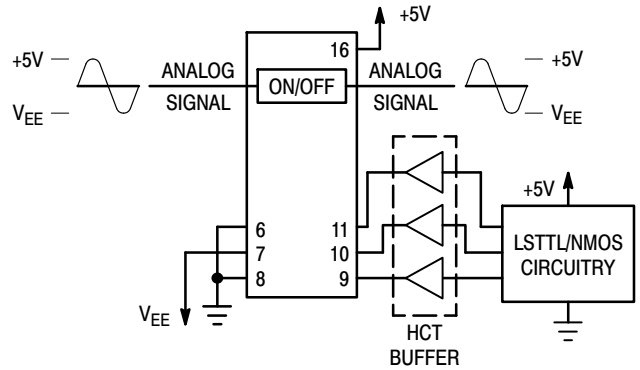 +5V
16
+5V
ANALOG
ON/OFF
ANALOG
+5V
V_EE
SIGNAL
SIGNAL
V_EE
+5V
6
11
7
10
LSTTL/NMOS
CIRCUITRY
8
9
V_EE
HCT
BUFFER